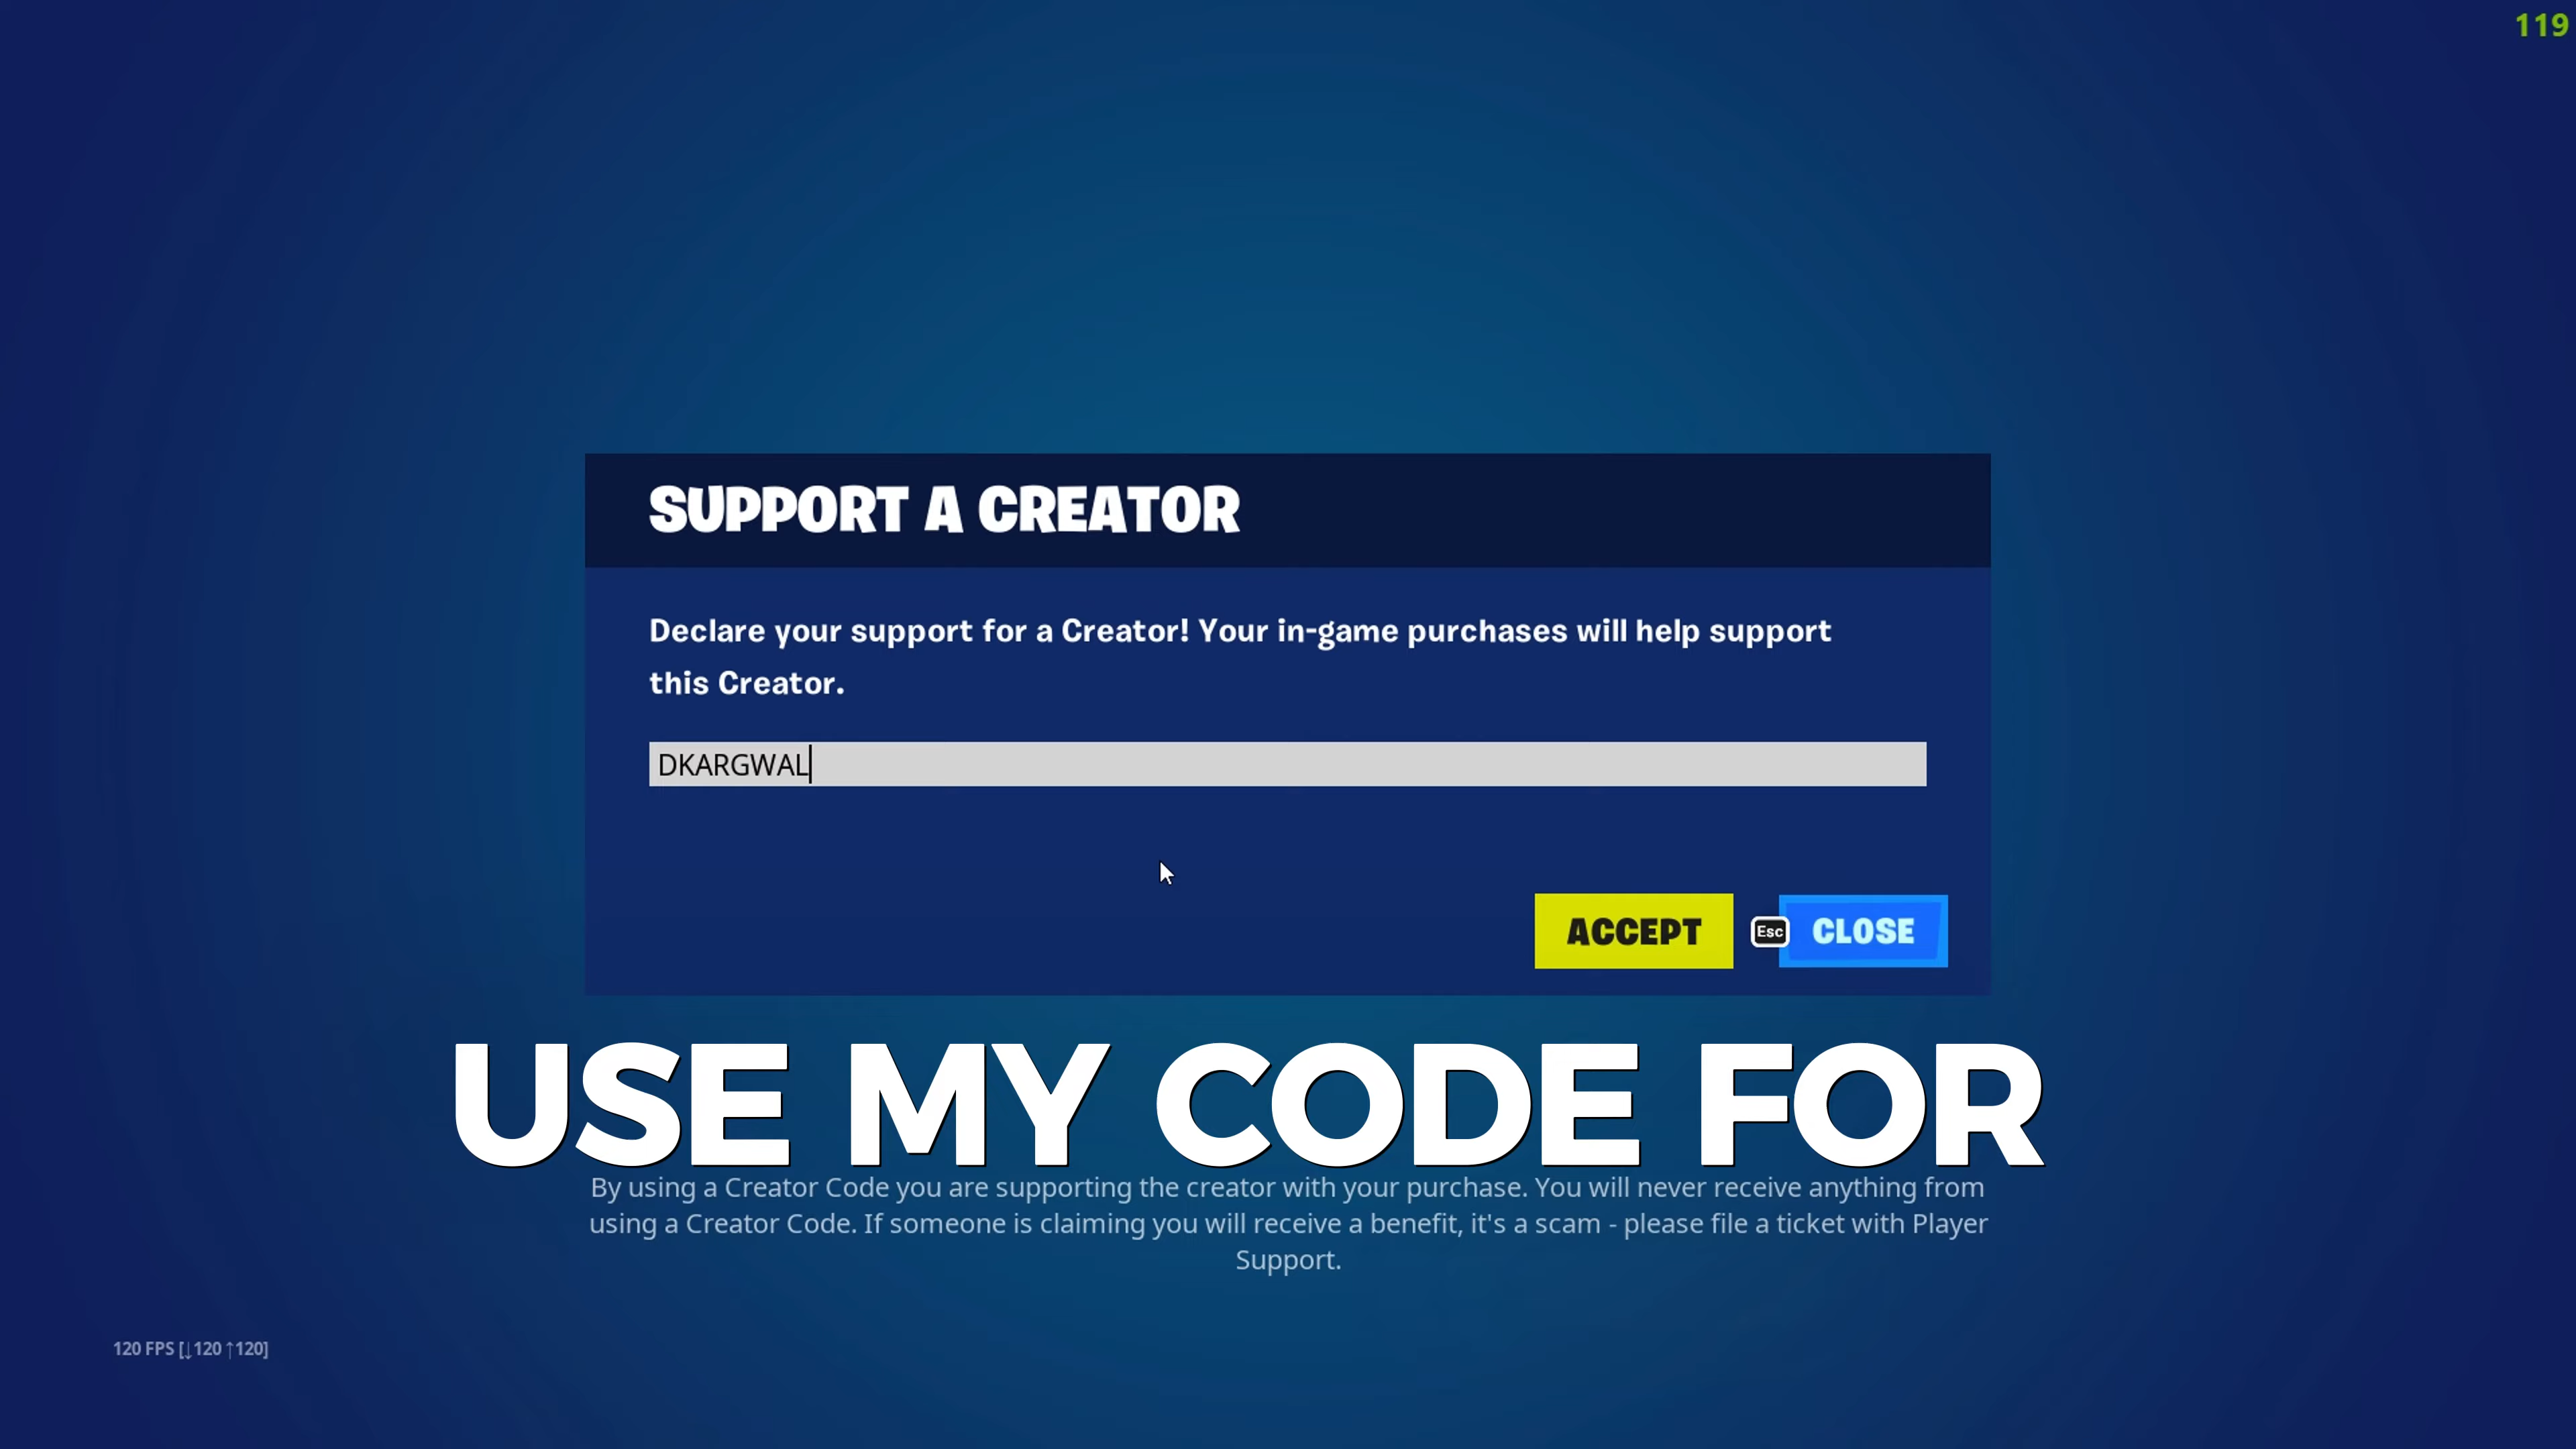 119
SUPPORT A CREATOR
Declare your support for a Creator! Your in-game purchases will help support
this Creator.
DKARGWAL
ACCEPT
Esc
CLOSE
USE MY CODE FOR
By using a Creator Code you are supporting the creator with your purchase. You will never receive anything from
using a Creator Code. If someone is claiming you will receive a benefit, it's a scam - please file a ticket with Player
Support.
120 FPS [↓120 ↑120]